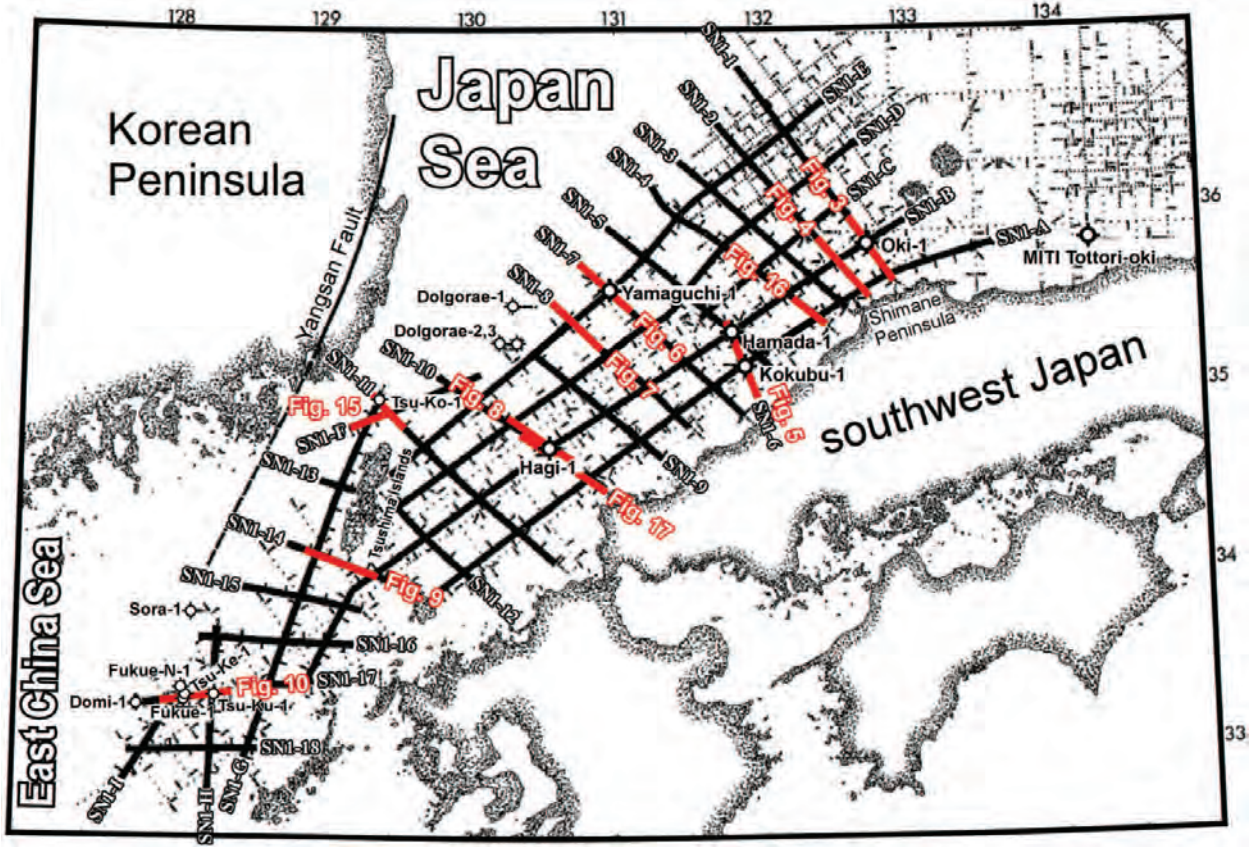 128
129
130
131
132
133
134
Japan
Sea
Korean
Peninsula
SN1-1
SN1-E
SN1-2
SN1-D
SN1-3
SN1-C
SN1-4
Fig. 3
SN1-B
36
SN1-5
Fig. 4
SN1-A
Oki-1
MITI Tottori-oki
SN1-7
Fig. 16
Yangsan Fault
SN1-8
Yamaguchi-1
Dolgorae-1
Shimane
Peninsula
Dolgorae-2,3
Fig. 6
Hamada-1
SN1-10
Fig. 7
Kokubu-1
35
SN1-11
Fig. 8
southwest Japan
Fig. 15
Tsu-Ko-1
Fig. 5
SN1-6
SN1-F
Hagi-1
SN1-9
SN1-13
Tsushima Islands
Fig. 17
SN1-14
34
SN1-15
Fig. 9
SN1-12
Sora-1
East China Sea
SN1-16
Fukue-N-1
Tsu-Ke-1
SN1-17
Fig. 10
Domi-1
Fukue-1
Tsu-Ku-1
33
SN1-18
SN1-I
SN1-H
SN1-G